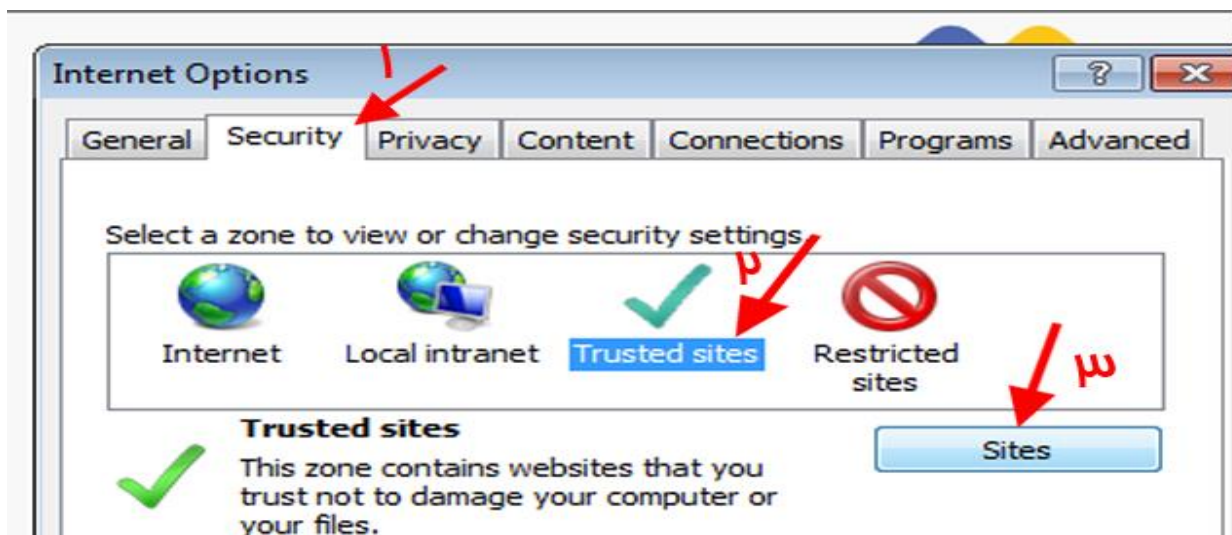 Internet Options
۱
General Security Privacy Content Connections Programs Advanced
Select a zone to view or change security settings.
۲
Internet Local intranet Trusted sites Restricted sites
۳
Trusted sites
Sites
This zone contains websites that you
trust not to damage your computer or
your files.